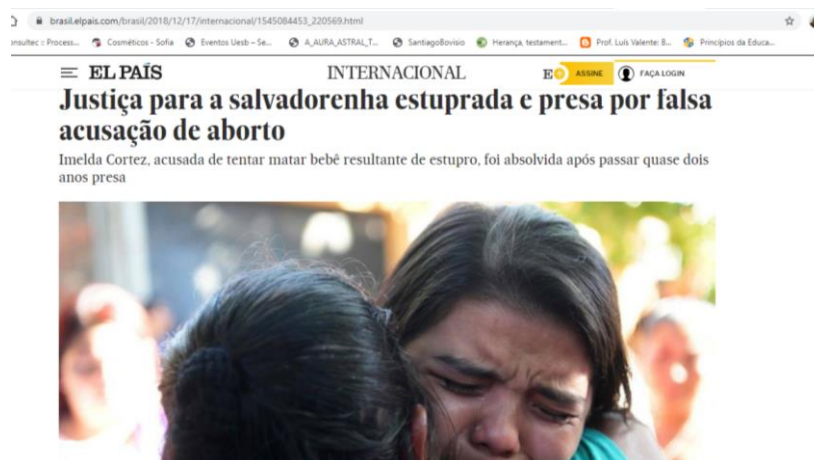 brasil.elpais.com/brasil/2018/12/17/internacional/1545084453_220569.html
nsultec :: Process... Cosméticos - Sofia Eventos Uesb – Se... A_AURA_ASTRAL_T... SantiagoBovisio Herança, testament... Prof. Luís Valente: B... Princípios da Educa...
EL PAÍS INTERNACIONAL E ASSINE FAÇA LOGIN
Justiça para a salvadorenha estuprada e presa por falsa
acusação de aborto
Imelda Cortez, acusada de tentar matar bebê resultante de estupro, foi absolvida após passar quase dois
anos presa